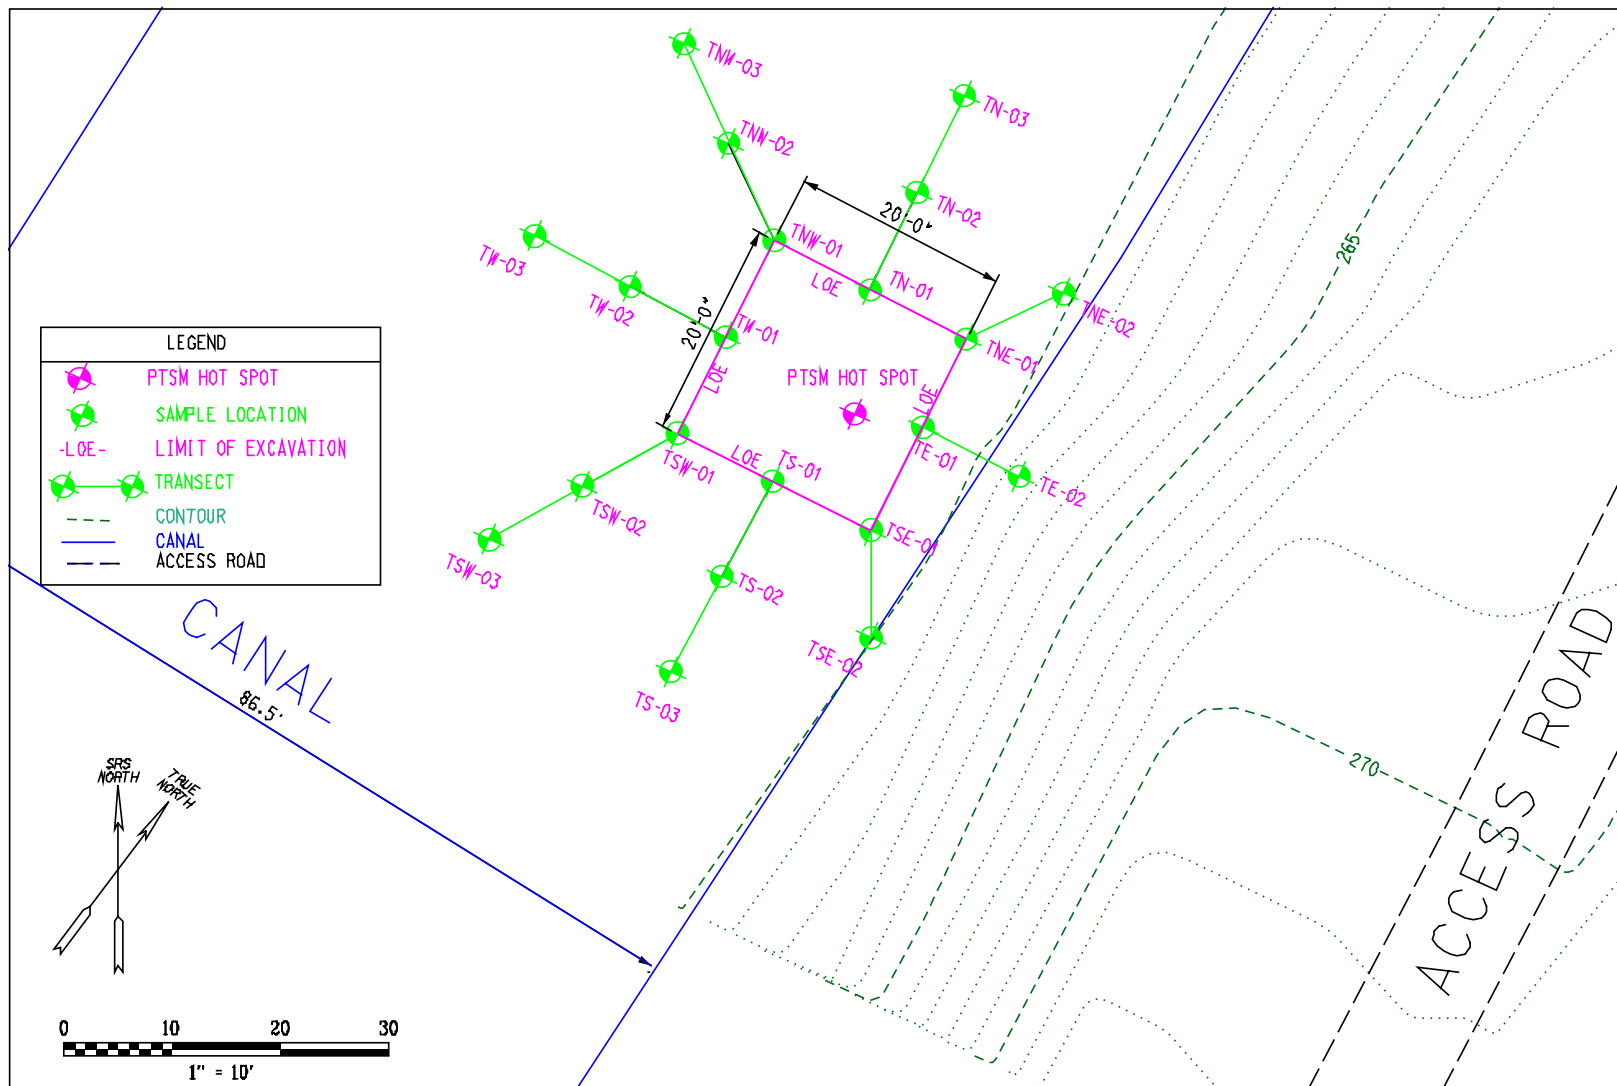 TNW-03
TN-03
TNW-02
TN-02
20'-0"
TNW-01
TW-03
LOE
TN-01
TNE-02
265
TW-02
20'-0"
TW-01
TNE-01
LOE
PTSM HOT SPOT
LOE
TE-01
TSW-01
LOE
TS-01
TE-02
TSW-02
TSE-01
TSW-03
TS-02
TSE-02
TS-03
LEGEND
PTSM HOT SPOT
SAMPLE LOCATION
-LOE- LIMIT OF EXCAVATION
TRANSECT
CONTOUR
CANAL
ACCESS ROAD
CANAL
86.5'
270
ACCESS ROAD
SRS
NORTH
TRUE
NORTH
0 10 20 30
1" = 10'